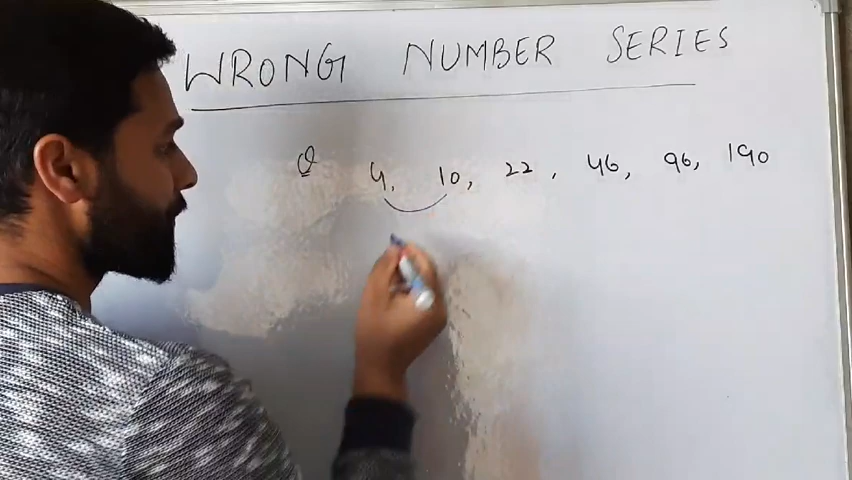 WRONG NUMBER SERIES
Q 4, 10, 22, 46, 96, 190